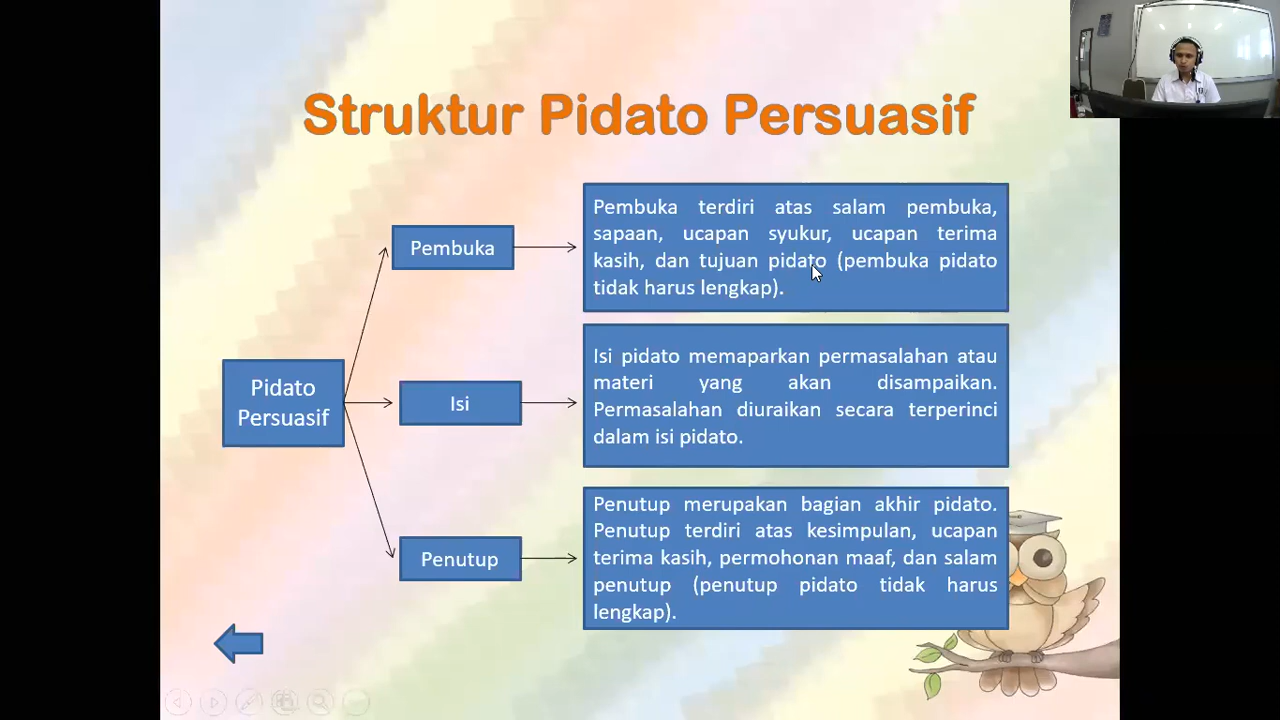 Struktur Pidato Persuasif
Pidato
Persuasif
Pembuka
Pembuka terdiri atas salam pembuka,
sapaan, ucapan syukur, ucapan terima
kasih, dan tujuan pidato (pembuka pidato
tidak harus lengkap).
Isi
Isi pidato memaparkan permasalahan atau
materi yang akan disampaikan.
Permasalahan diuraikan secara terperinci
dalam isi pidato.
Penutup
Penutup merupakan bagian akhir pidato.
Penutup terdiri atas kesimpulan, ucapan
terima kasih, permohonan maaf, dan salam
penutup (penutup pidato tidak harus
lengkap).